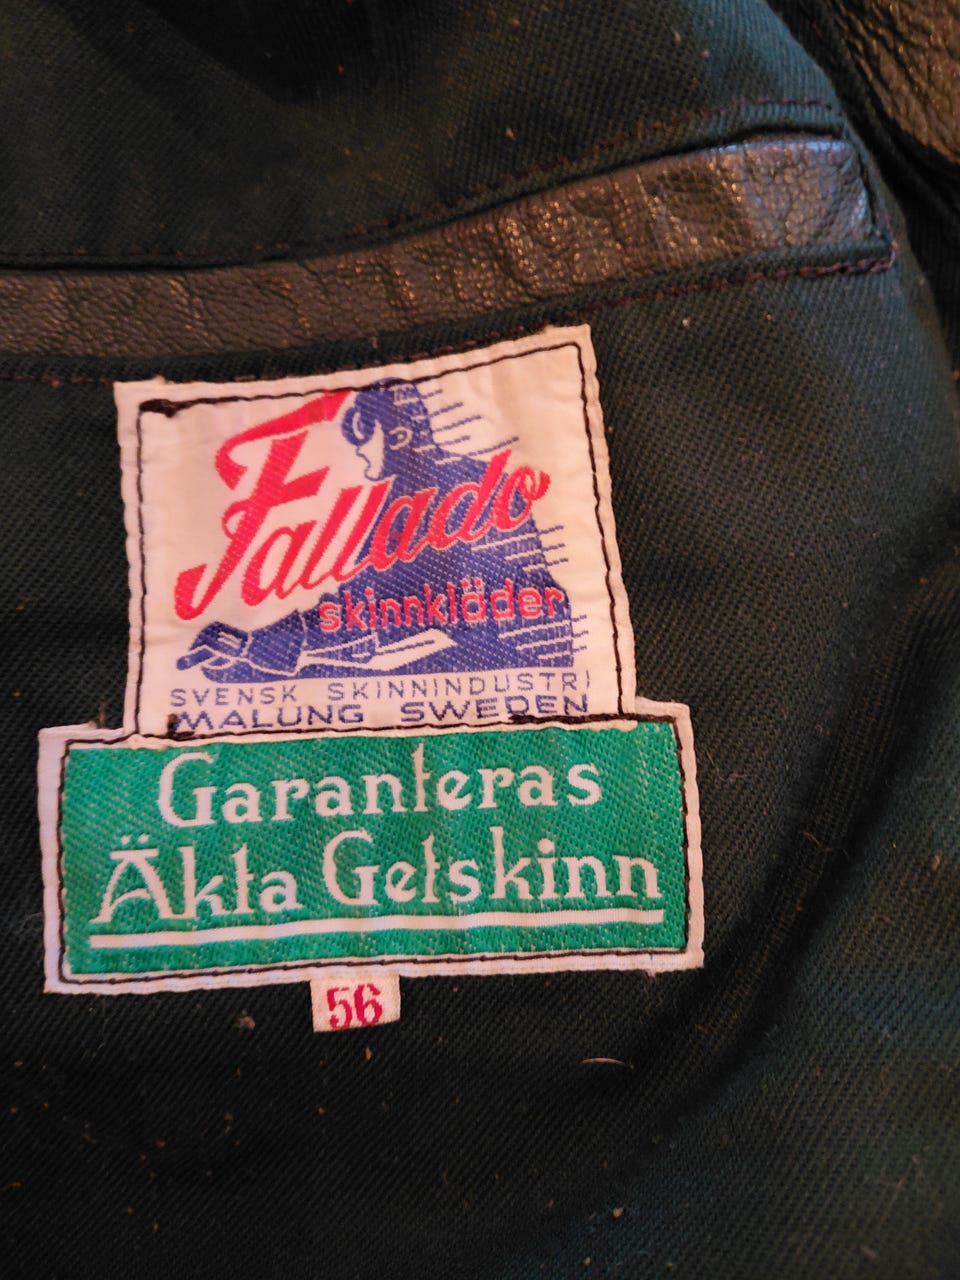 Fallado
skinnkläder
SVENSK SKINNINDUSTRI
MALUNG SWEDEN
Garanteras
Äkta Getskinn
56